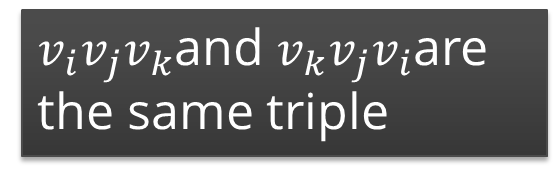 𝑣ᵢ𝑣ⱼ𝑣ₖand 𝑣ₖ𝑣ⱼ𝑣ᵢare
the same triple